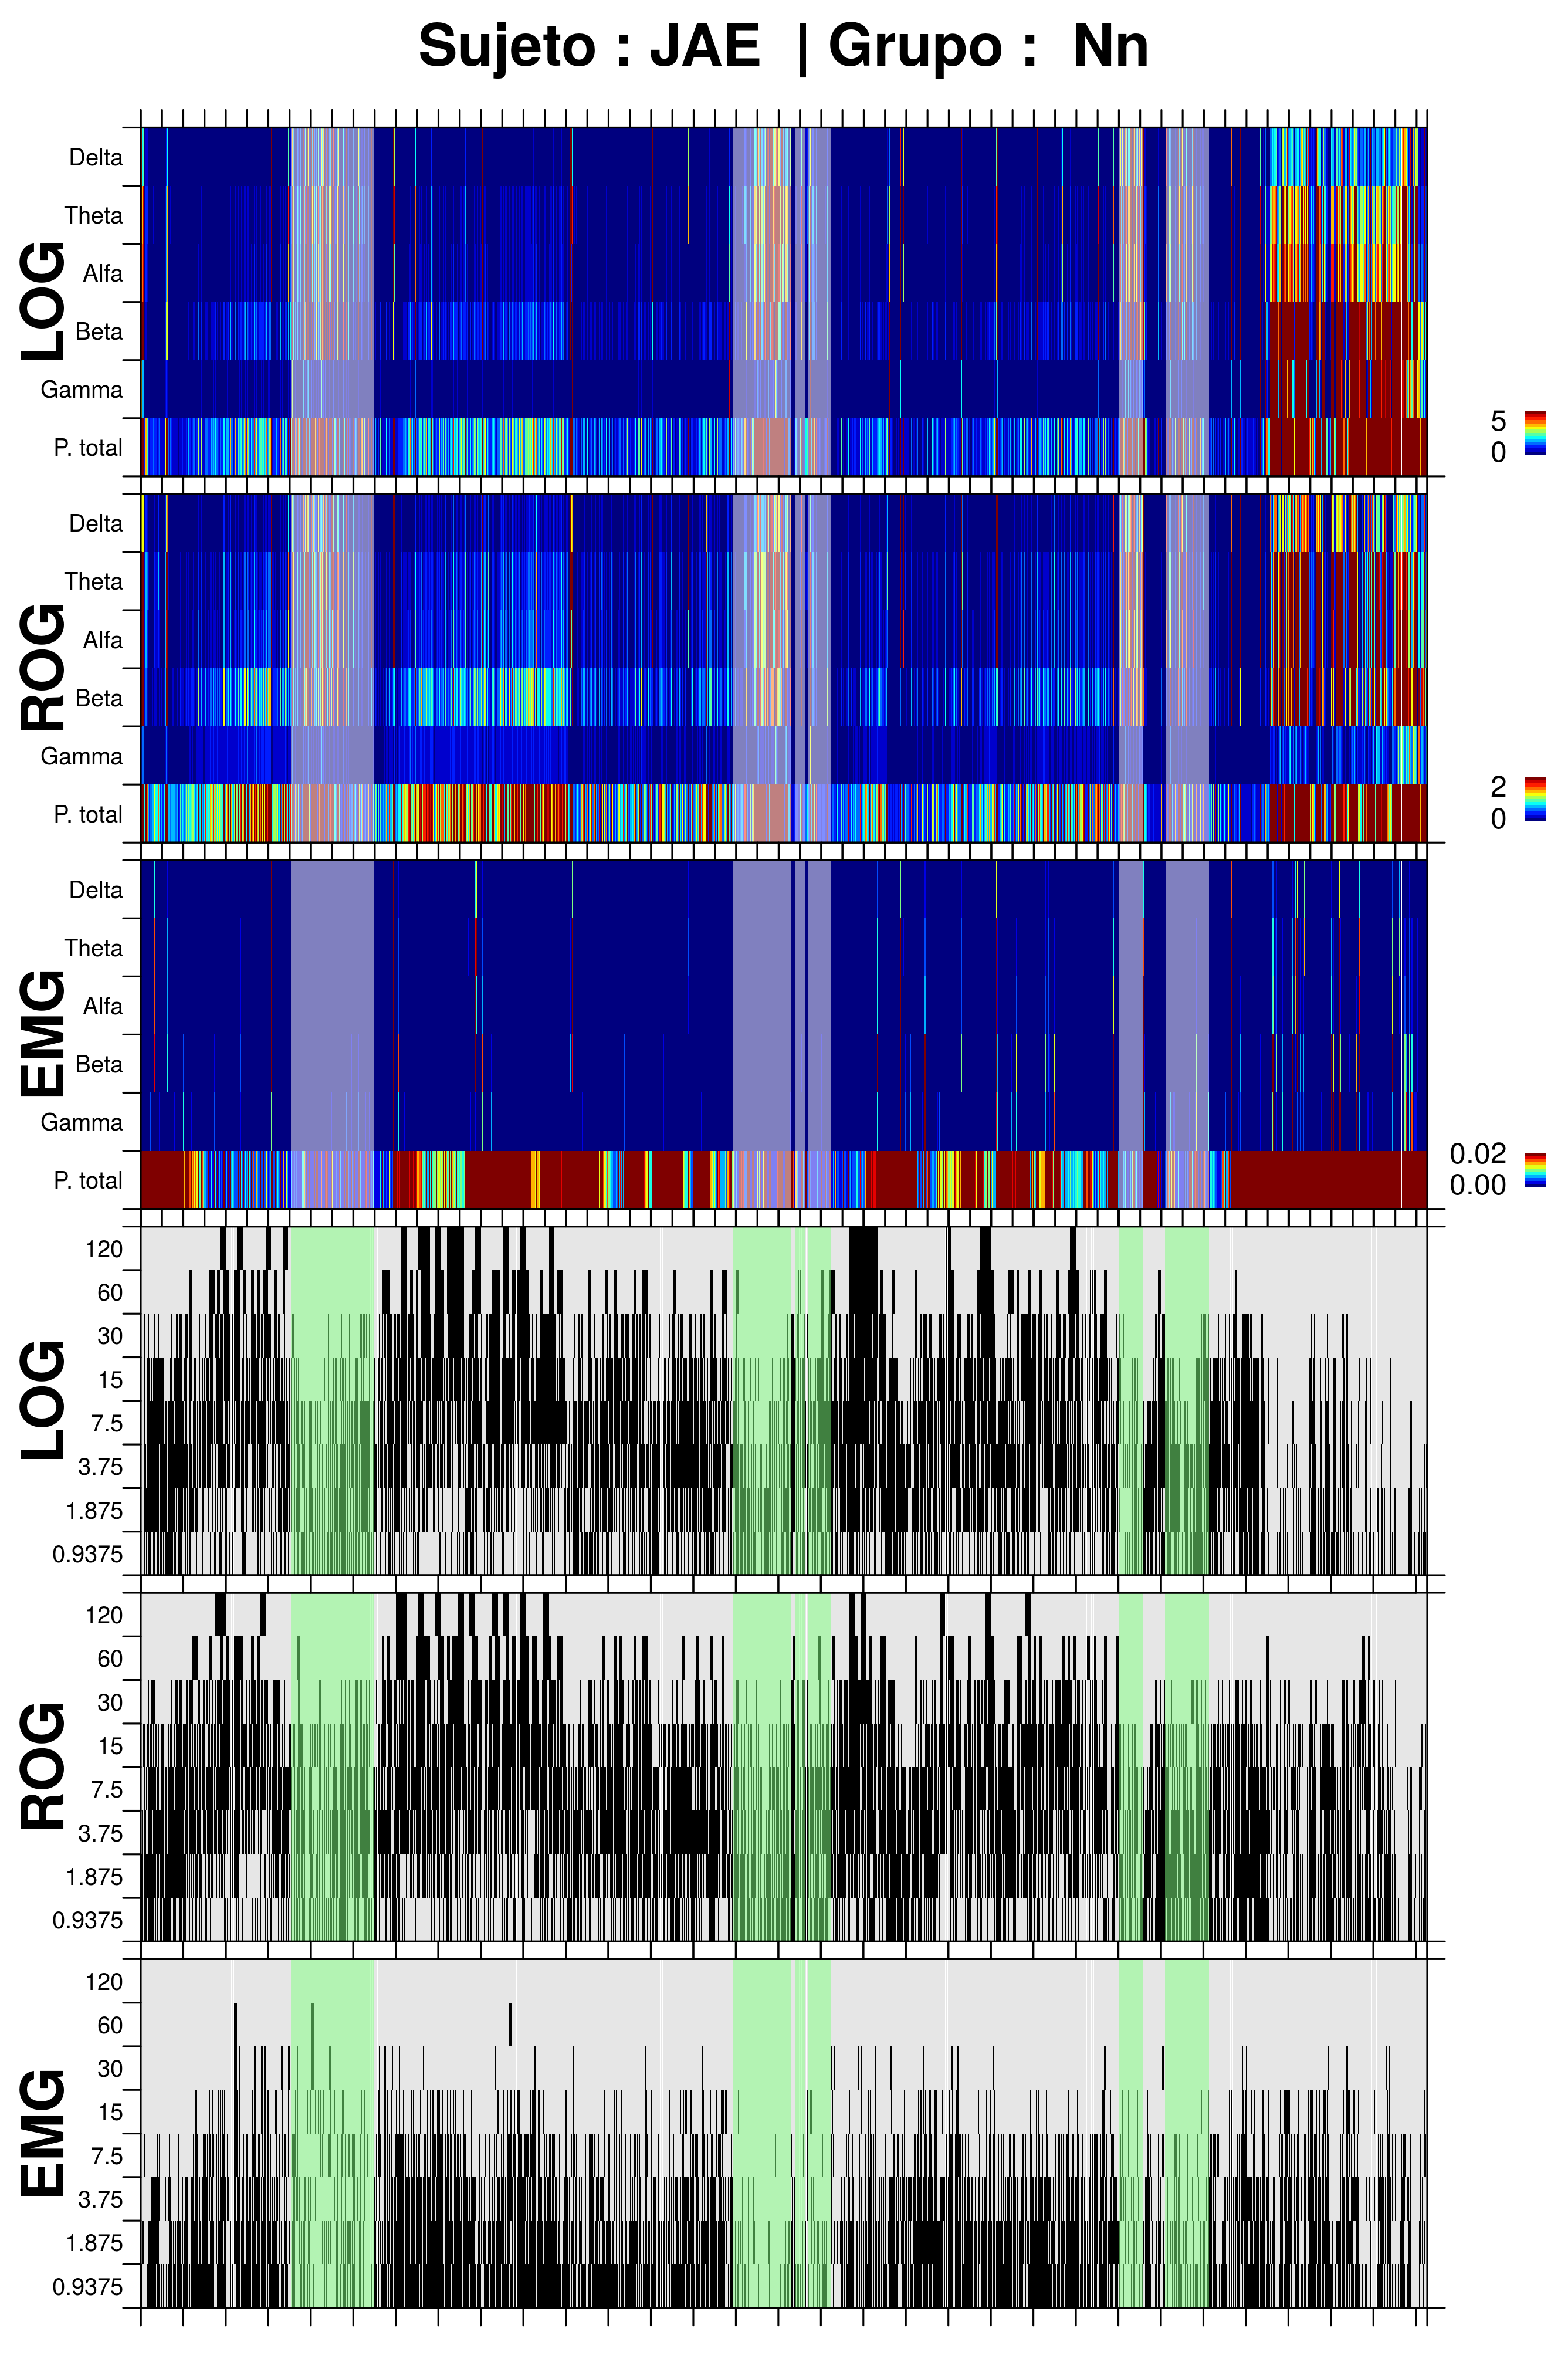 Sujeto : JAE | Grupo : Nn
LOG
Delta
Theta
Alfa
Beta
Gamma
P. total
5
0
ROG
Delta
Theta
Alfa
Beta
Gamma
P. total
2
0
EMG
Delta
Theta
Alfa
Beta
Gamma
P. total
0.02
0.00
LOG
120
60
30
15
7.5
3.75
1.875
0.9375
ROG
120
60
30
15
7.5
3.75
1.875
0.9375
EMG
120
60
30
15
7.5
3.75
1.875
0.9375